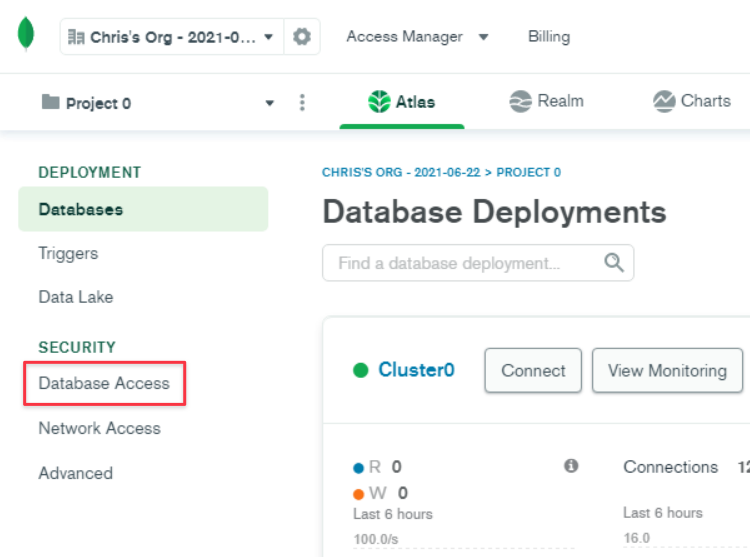 Chris's Org - 2021-0... Access Manager Billing
Project 0 Atlas Realm Charts
DEPLOYMENT
Databases
Triggers
Data Lake
SECURITY
Database Access
Network Access
Advanced
CHRIS'S ORG - 2021-06-22 > PROJECT 0
Database Deployments
Find a database deployment...
Cluster0 Connect View Monitoring
R 0 Connections 12
W 0
Last 6 hours Last 6 hours
100.0/s 16.0